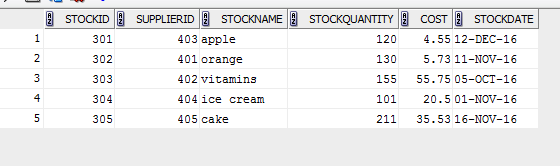 STOCKID SUPPLIERID STOCKNAME STOCKQUANTITY COST STOCKDATE
1 301 403 apple 120 4.55 12-DEC-16
2 302 401 orange 130 5.73 11-NOV-16
3 303 402 vitamins 155 55.75 05-OCT-16
4 304 404 ice cream 101 20.5 01-NOV-16
5 305 405 cake 211 35.53 16-NOV-16